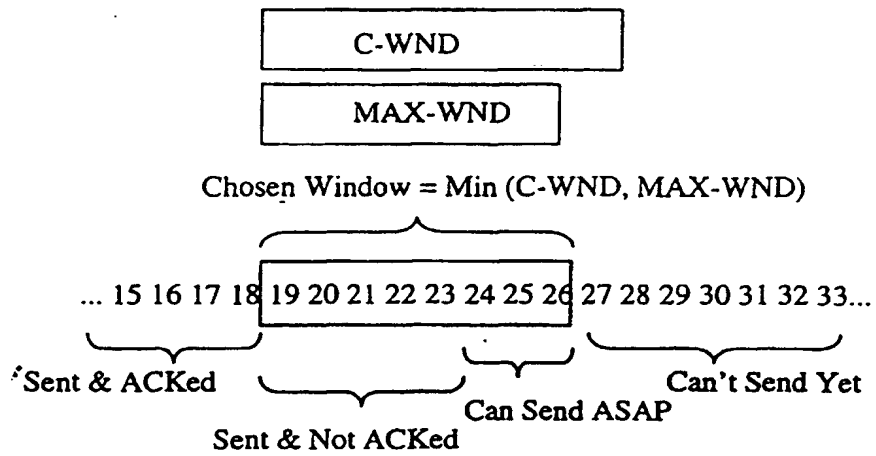 C-WND
MAX-WND
Chosen Window = Min (C-WND, MAX-WND)
... 15 16 17 18 19 20 21 22 23 24 25 26 27 28 29 30 31 32 33...
Sent & ACKed
Can't Send Yet
Can Send ASAP
Sent & Not ACKed